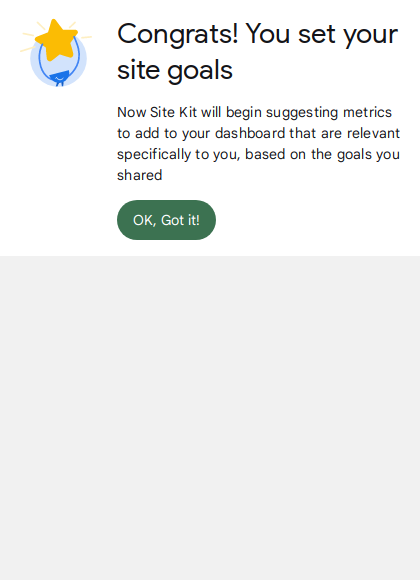 Congrats! You set your
site goals
Now Site Kit will begin suggesting metrics
to add to your dashboard that are relevant
specifically to you, based on the goals you
shared
OK, Got it!